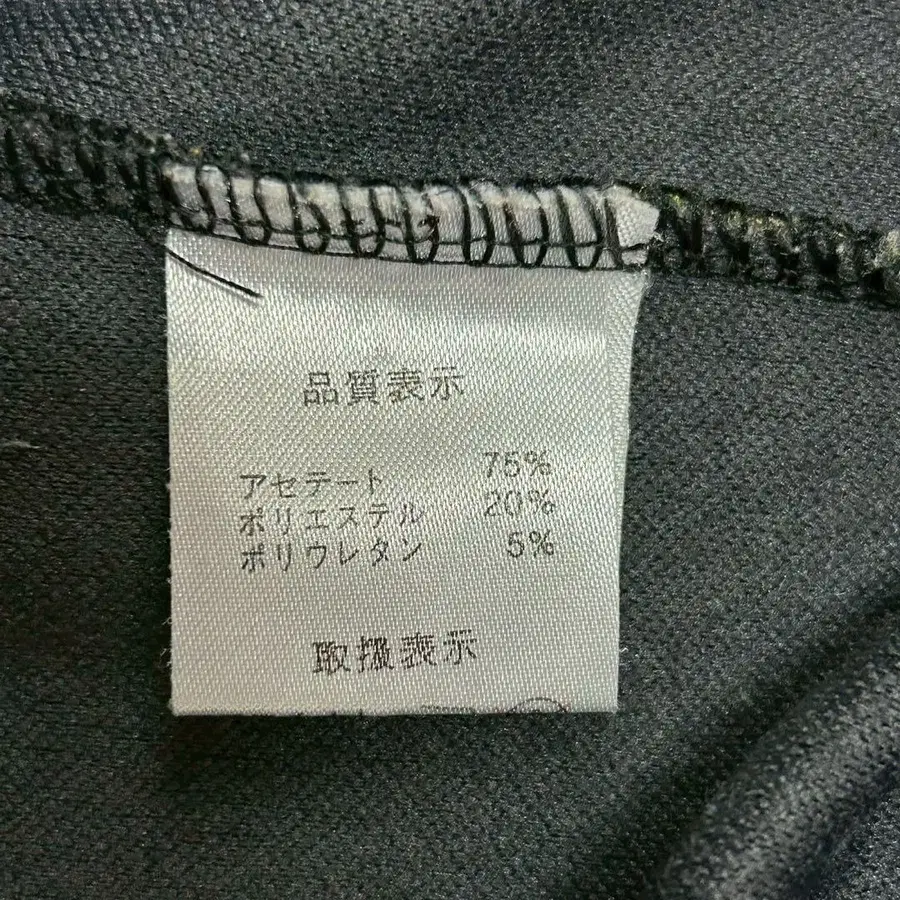 品質表示
アセテート 75%
ポリエステル 20%
ポリウレタン 5%
取扱表示